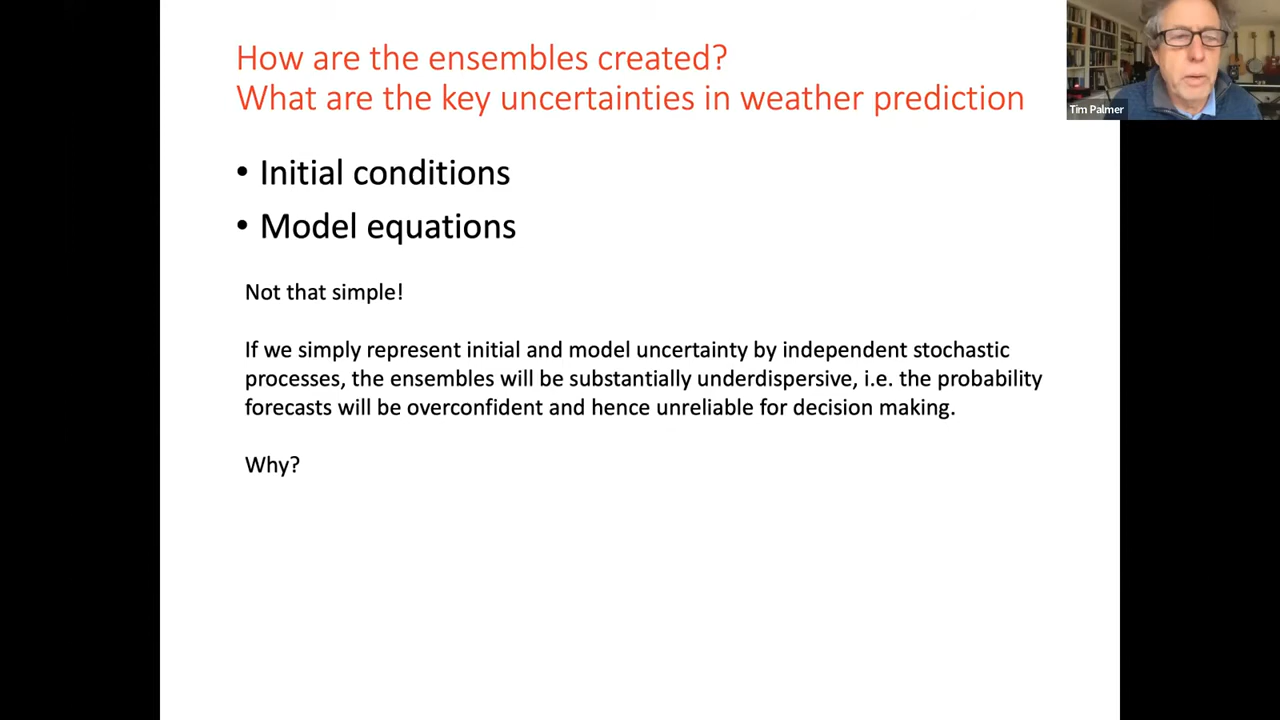 How are the ensembles created?
What are the key uncertainties in weather prediction
• Initial conditions
• Model equations
Not that simple!
If we simply represent initial and model uncertainty by independent stochastic
processes, the ensembles will be substantially underdispersive, i.e. the probability
forecasts will be overconfident and hence unreliable for decision making.
Why?
Tim Palmer